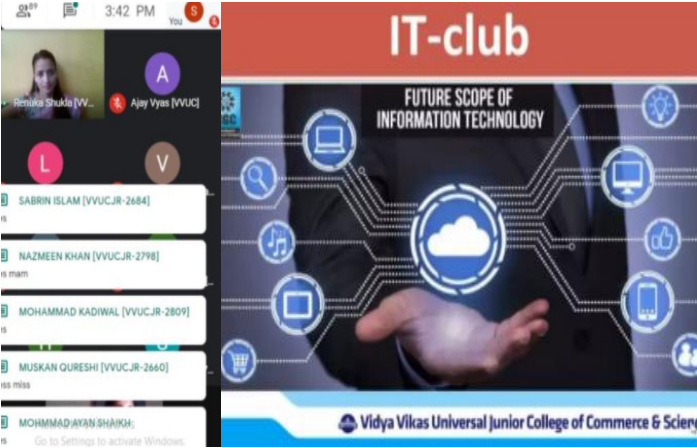 89
3:42 PM
You
S
Renuka Shukla [VV...
A
Ajay Vyas [VVUC]
L
V
SABRIN ISLAM [VVUCJR-2684]
NAZMEEN KHAN [VVUCJR-2798]
s mam
MOHAMMAD KADIWAL [VVUCJR-2809]
MUSKAN QURESHI [VVUCJR-2660]
ss miss
MOHMMAD AYAN SHAIKH
Go to Settings to activate Windows.
IT-club
FUTURE SCOPE OF
INFORMATION TECHNOLOGY
Vidya Vikas Universal Junior College of Commerce & Scien